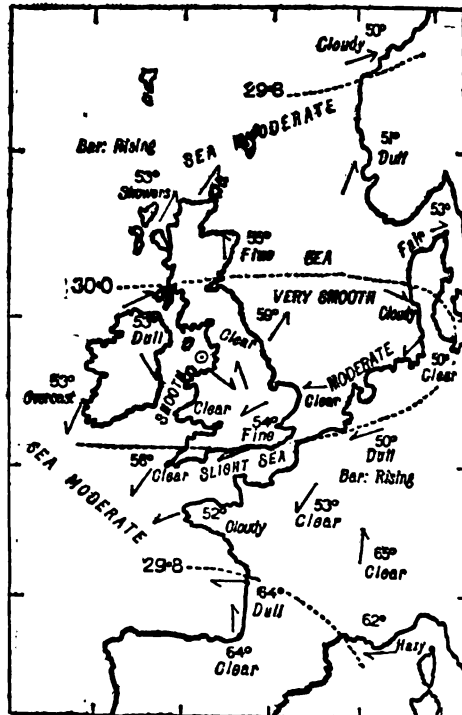 50°
Cloudy
29·8
SEA MODERATE
51°
Dull
Bar: Rising
53°
Showers
53°
Fair
55°
Fine
SEA
30·0
VERY SMOOTH
59°
Cloudy
53°
Dull
Clear
50°
Clear
MODERATE
SMOOTH
53°
Overcast
Clear
Clear
54°
Fine
SEA MODERATE
56°
Clear
SLIGHT SEA
50°
Dull
Bar: Rising
52°
Cloudy
53°
Clear
65°
Clear
29·8
64°
Dull
62°
Hazy
64°
Clear